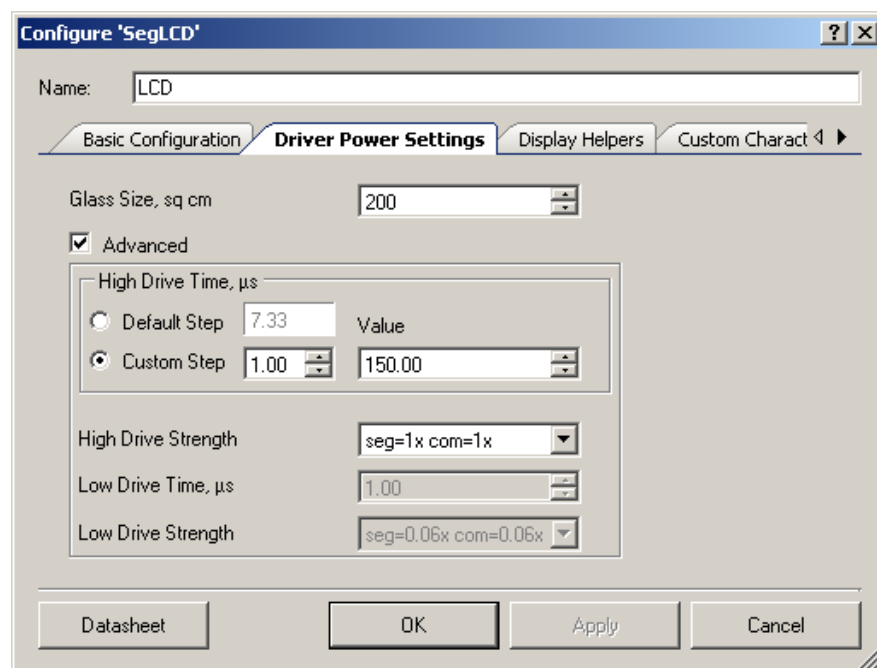 Configure 'SegLCD'
Name: LCD
Basic Configuration Driver Power Settings Display Helpers Custom Charact
Glass Size, sq cm 200
Advanced
High Drive Time, µs
Default Step 7.33 Value
Custom Step 1.00 150.00
High Drive Strength seg=1x com=1x
Low Drive Time, µs 1.00
Low Drive Strength seg=0.06x com=0.06x
Datasheet OK Apply Cancel